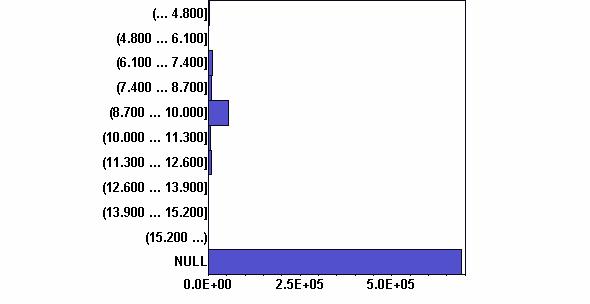 (... 4.800]
(4.800 ... 6.100]
(6.100 ... 7.400]
(7.400 ... 8.700]
(8.700 ... 10.000]
(10.000 ... 11.300]
(11.300 ... 12.600]
(12.600 ... 13.900]
(13.900 ... 15.200]
(15.200 ...)
NULL
0.0E+00 2.5E+05 5.0E+05